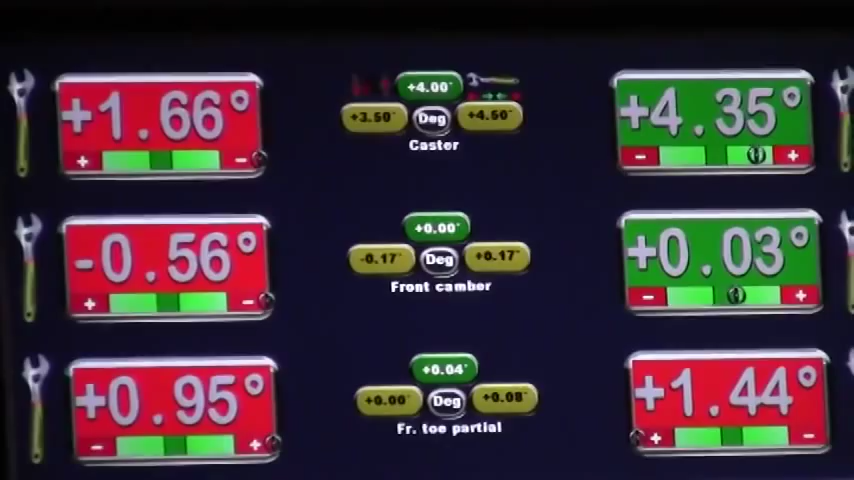 +1.66°
+4.00°
+3.50° Deg +4.50°
Caster
+4.35°
+ -
- +
-0.56°
+0.00°
-0.17° Deg +0.17°
Front camber
+0.03°
+ -
- +
+0.95°
+0.04°
+0.00° Deg +0.08°
Fr. toe partial
+1.44°
- +
+ -